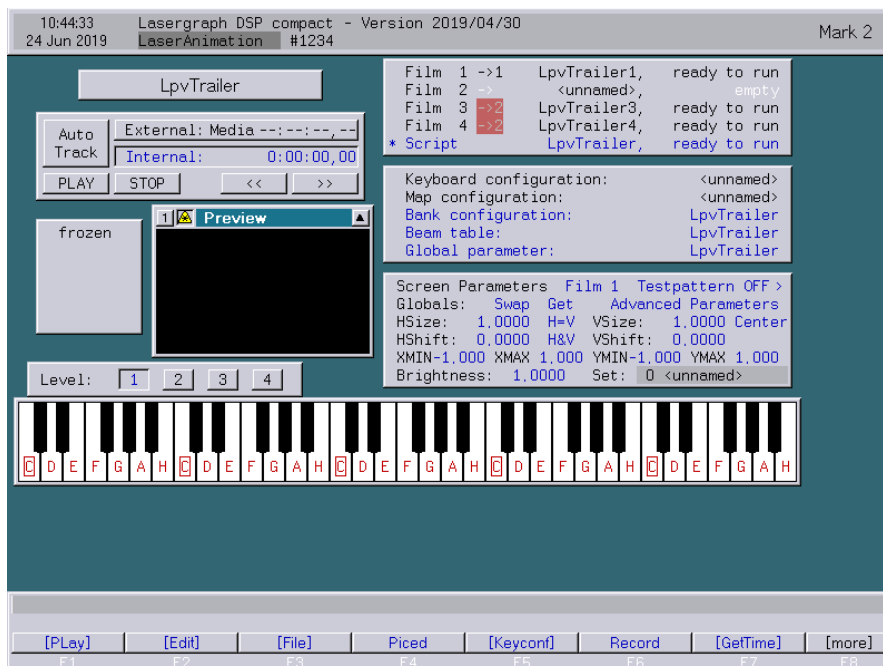 10:44:33 Lasergraph DSP compact - Version 2019/04/30
24 Jun 2019 LaserAnimation #1234
Mark 2
LpvTrailer
Auto Track
External: Media --:--:--,--
Internal: 0:00:00,00
PLAY STOP << >>
Film 1 ->1 LpvTrailer1, ready to run
Film 2 -> <unnamed>, empty
Film 3 ->2 LpvTrailer3, ready to run
Film 4 ->2 LpvTrailer4, ready to run
* Script LpvTrailer, ready to run
Keyboard configuration: <unnamed>
Map configuration: <unnamed>
Bank configuration: LpvTrailer
Beam table: LpvTrailer
Global parameter: LpvTrailer
frozen
1 Preview
Screen Parameters Film 1 Testpattern OFF >
Globals: Swap Get Advanced Parameters
HSize: 1,0000 H=V VSize: 1,0000 Center
HShift: 0,0000 H&V VShift: 0,0000
XMIN-1,000 XMAX 1,000 YMIN-1,000 YMAX 1,000
Brightness: 1,0000 Set: 0 <unnamed>
Level: 1 2 3 4
C D E F G A H C D E F G A H C D E F G A H C D E F G A H C D E F G A H
[PLay] [Edit] [File] Piced [Keyconf] Record [GetTime] [more]
F1 F2 F3 F4 F5 F6 F7 F8